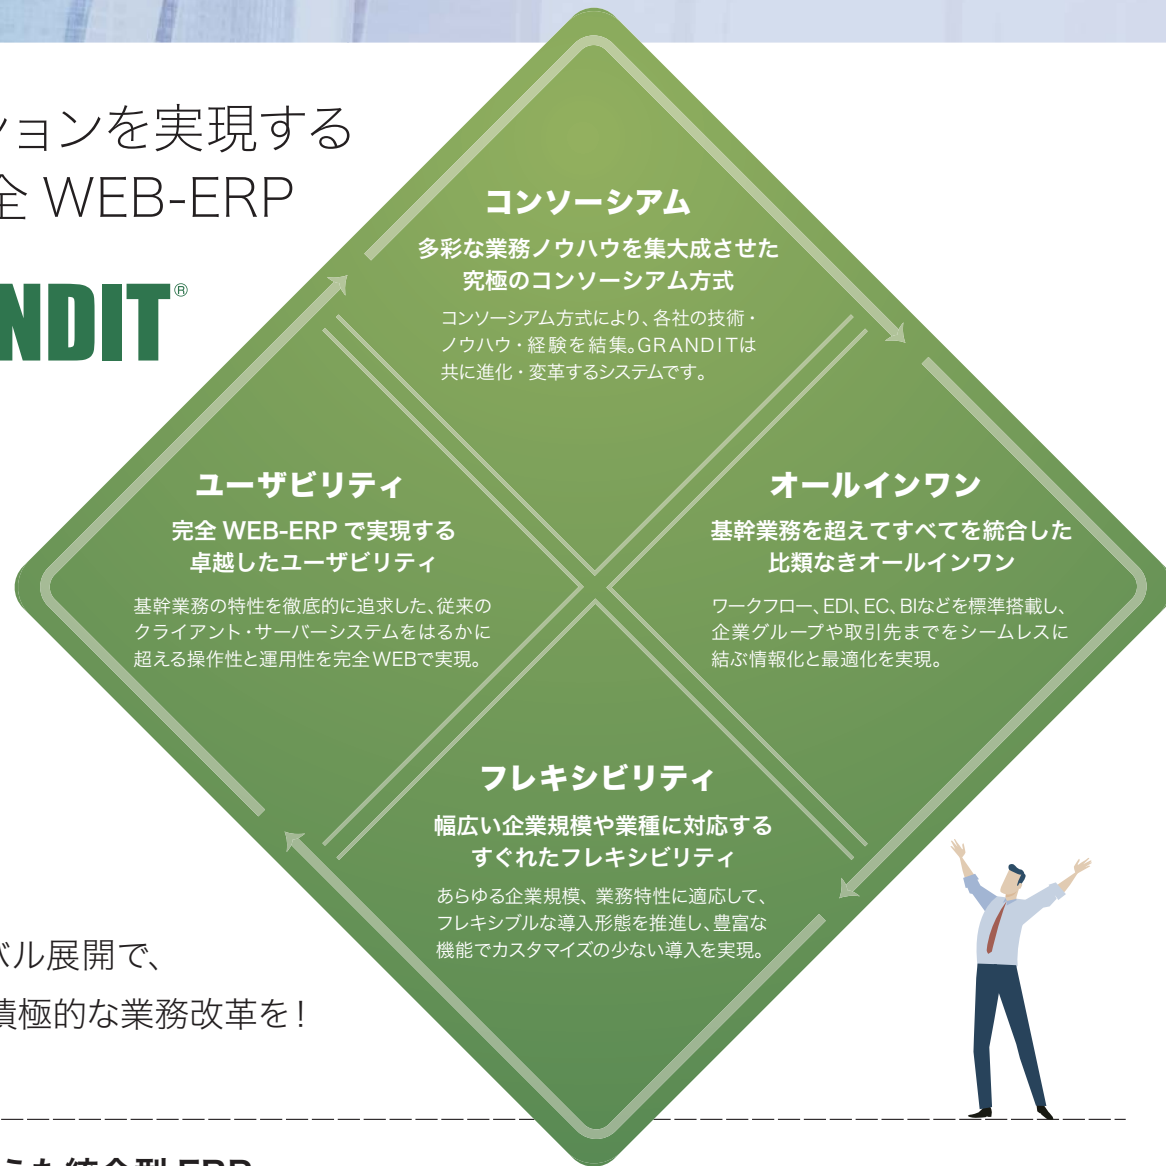 ションを実現する
全 WEB-ERP
NDIT®
コンソーシアム
多彩な業務ノウハウを集大成させた
究極のコンソーシアム方式
コンソーシアム方式により、各社の技術・
ノウハウ・経験を結集。GRANDITは
共に進化・変革するシステムです。
ユーザビリティ
完全 WEB-ERP で実現する
卓越したユーザビリティ
基幹業務の特性を徹底的に追求した、従来の
クライアント・サーバーシステムをはるかに
超える操作性と運用性を完全WEBで実現。
オールインワン
基幹業務を超えてすべてを統合した
比類なきオールインワン
ワークフロー、EDI、EC、BIなどを標準搭載し、
企業グループや取引先までをシームレスに
結ぶ情報化と最適化を実現。
フレキシビリティ
幅広い企業規模や業種に対応する
すぐれたフレキシビリティ
あらゆる企業規模、業務特性に適応して、
フレキシブルな導入形態を推進し、豊富な
機能でカスタマイズの少ない導入を実現。
バル展開で、
積極的な業務改革を！
統合型 ERP